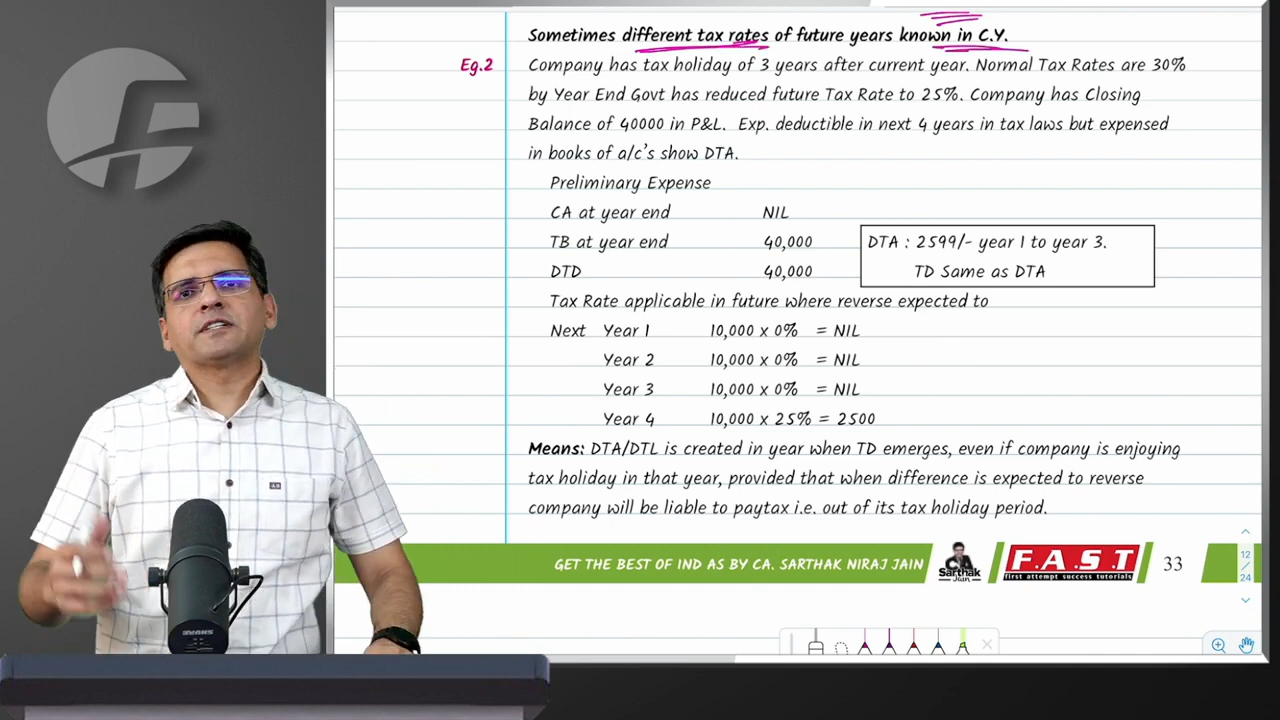 Sometimes different tax rates of future years known in C.Y.
Eg.2 Company has tax holiday of 3 years after current year. Normal Tax Rates are 30%
by Year End Govt has reduced future Tax Rate to 25%. Company has Closing
Balance of 40000 in P&L. Exp. deductible in next 4 years in tax laws but expensed
in books of a/c's show DTA.
Preliminary Expense
CA at year end NIL
TB at year end 40,000
DTD 40,000
DTA : 2599/- year 1 to year 3.
TD Same as DTA
Tax Rate applicable in future where reverse expected to
Next Year 1 10,000 x 0% = NIL
Year 2 10,000 x 0% = NIL
Year 3 10,000 x 0% = NIL
Year 4 10,000 x 25% = 2500
Means: DTA/DTL is created in year when TD emerges, even if company is enjoying
tax holiday in that year, provided that when difference is expected to reverse
company will be liable to paytax i.e. out of its tax holiday period.
GET THE BEST OF IND AS BY CA. SARTHAK NIRAJ JAIN
Sarthak
Jain
F.A.S.T
first attempt success tutorials
33
12
/
24
SHURE